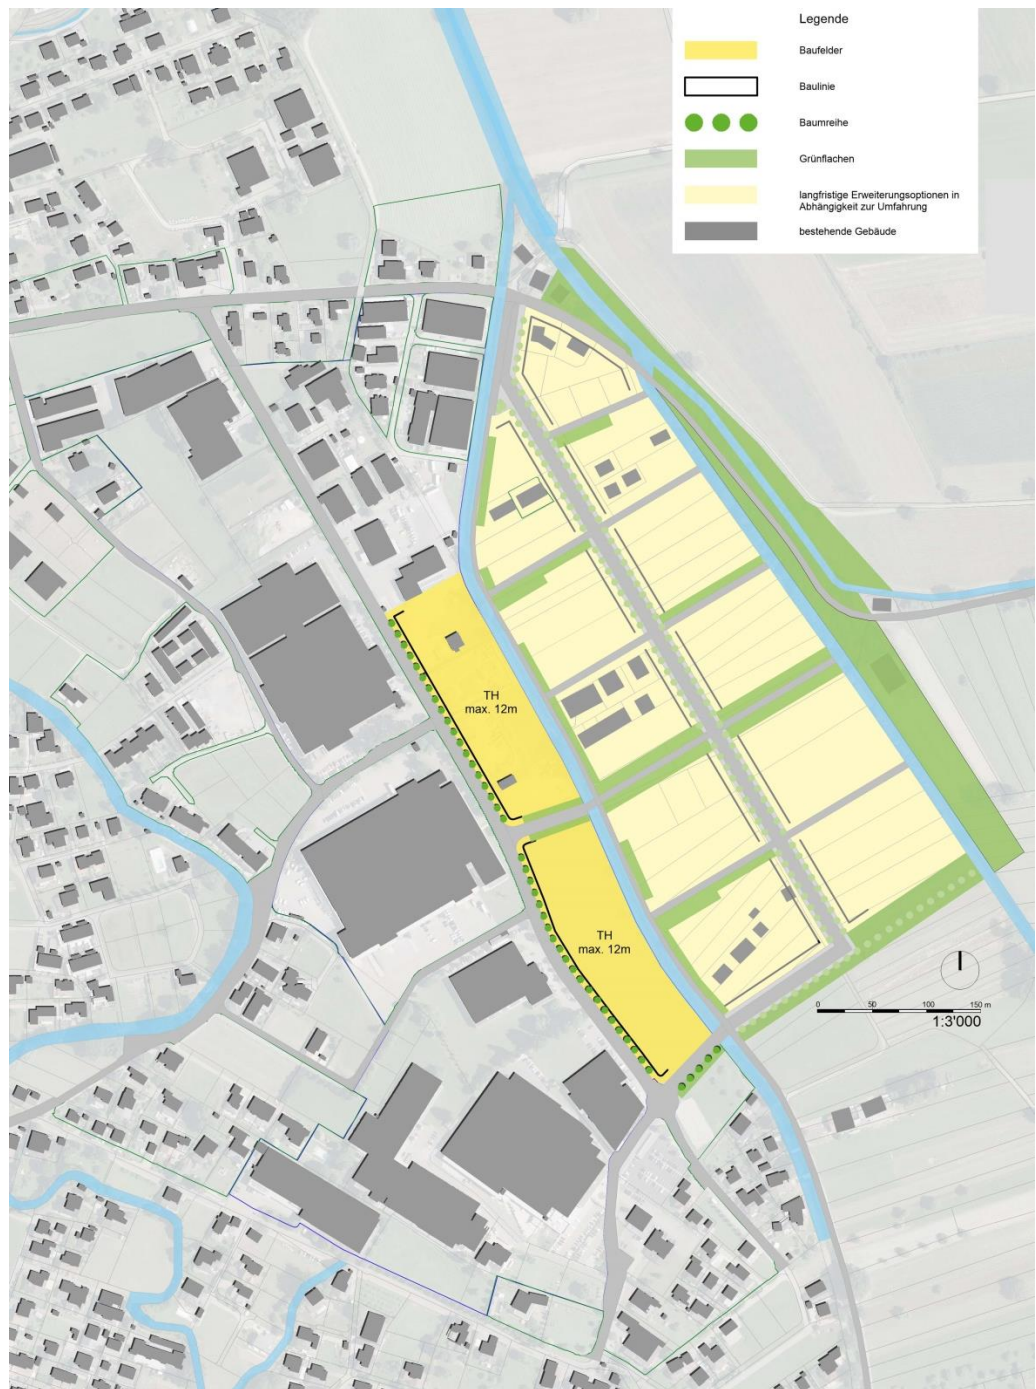 Legende
Baufelder
Baulinie
Baumreihe
Grünflachen
langfristige Erweiterungsoptionen in
Abhängigkeit zur Umfahrung
bestehende Gebäude
TH
max. 12m
TH
max. 12m
0 50 100 150 m
1:3'000